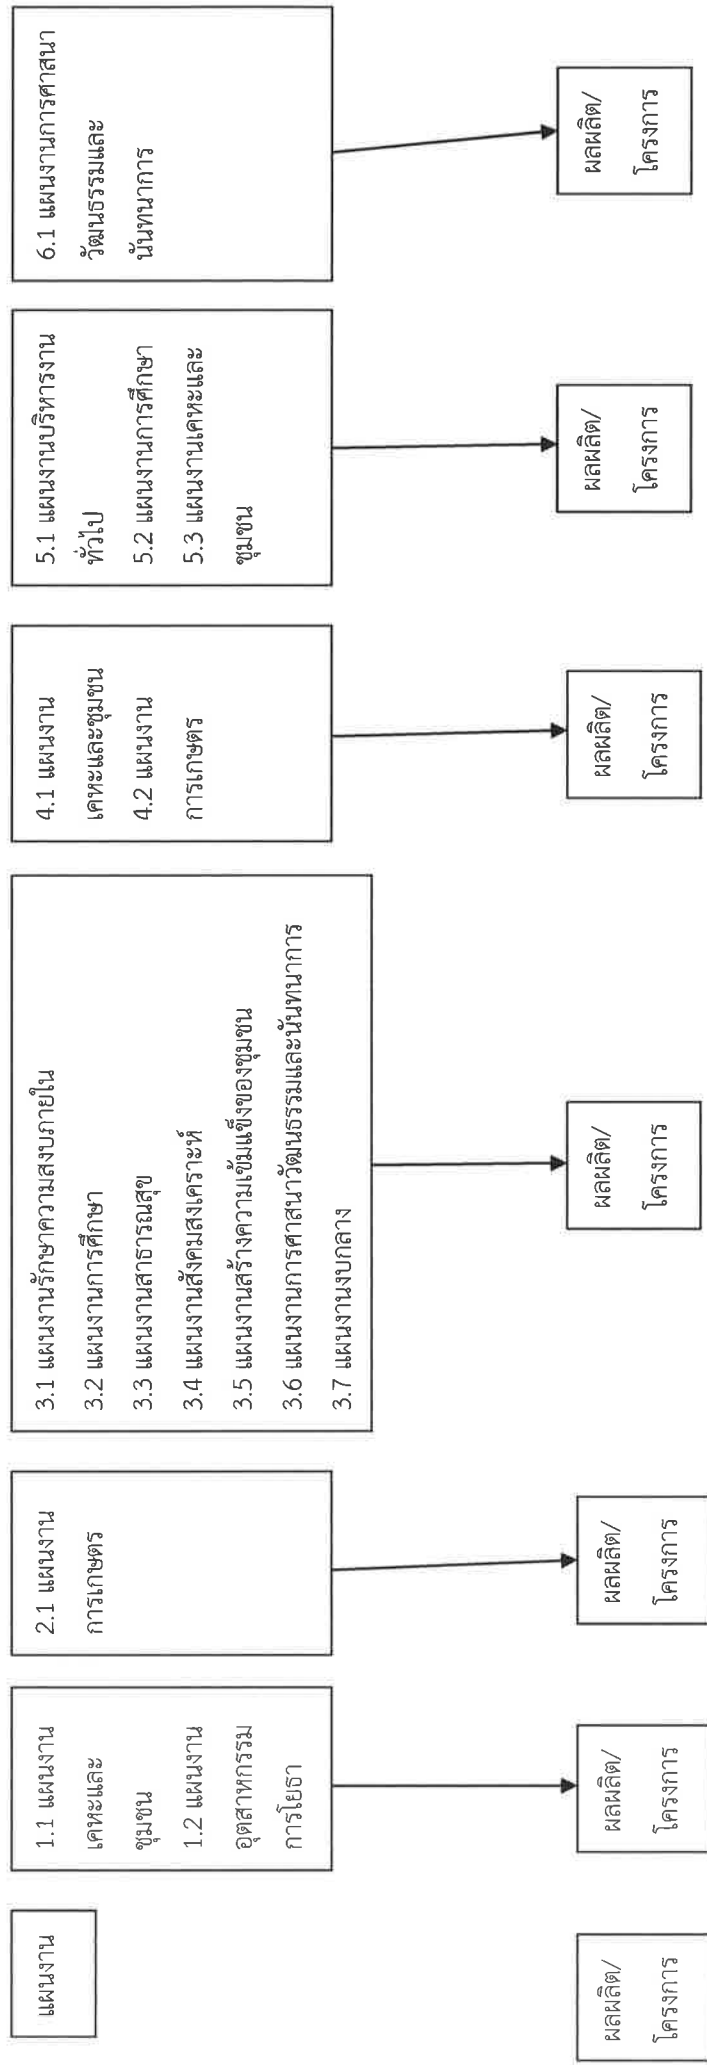 แผนงาน
1.1 แผนงาน
เคหะและ
ชุมชน
1.2 แผนงาน
อุตสาหกรรม
การโยธา
2.1 แผนงาน
การเกษตร
3.1 แผนงานรักษาความสงบภายใน
3.2 แผนงานการศึกษา
3.3 แผนงานสาธารณสุข
3.4 แผนงานสังคมสงเคราะห์
3.5 แผนงานสร้างความเข้มแข็งของชุมชน
3.6 แผนงานการศาสนาวัฒนธรรมและนันทนาการ
3.7 แผนงานงบกลาง
4.1 แผนงาน
เคหะและชุมชน
4.2 แผนงาน
การเกษตร
5.1 แผนงานบริหารงาน
ทั่วไป
5.2 แผนงานการศึกษา
5.3 แผนงานเคหะและ
ชุมชน
6.1 แผนงานการศาสนา
วัฒนธรรมและ
นันทนาการ
ผลผลิต/
โครงการ
ผลผลิต/
โครงการ
ผลผลิต/
โครงการ
ผลผลิต/
โครงการ
ผลผลิต/
โครงการ
ผลผลิต/
โครงการ
ผลผลิต/
โครงการ